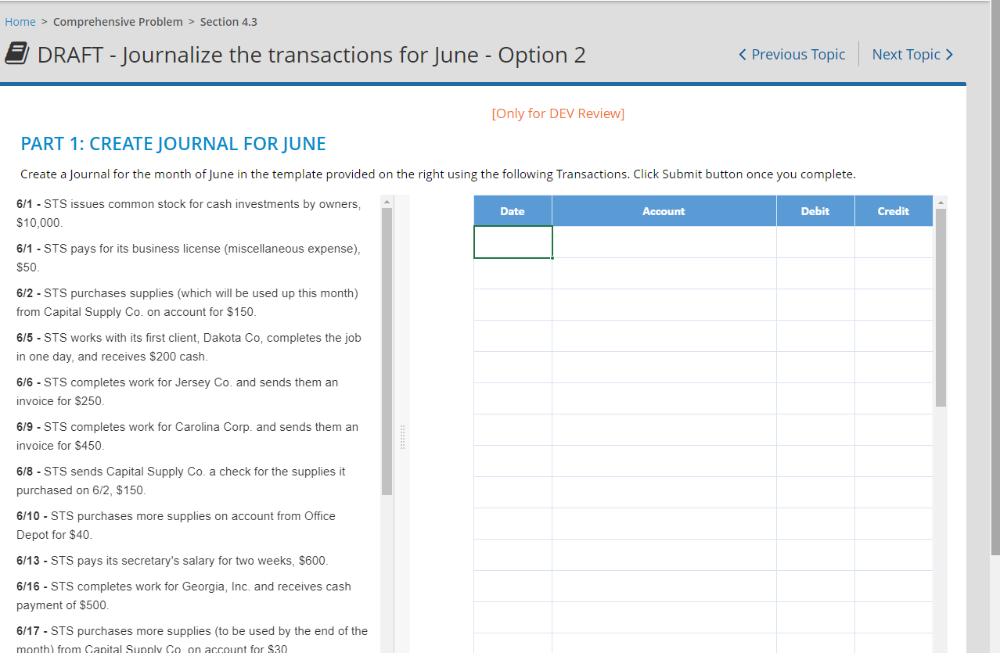 Home > Comprehensive Problem > Section 4.3
DRAFT - Journalize the transactions for June - Option 2
Previous Topic
Next Topic
[Only for DEV Review]
PART 1: CREATE JOURNAL FOR JUNE
Create a Journal for the month of June in the template provided on the right using the following Transactions. Click Submit button once you complete.
6/1 - STS issues common stock for cash investments by owners,
$10,000.
6/1 - STS pays for its business license (miscellaneous expense),
$50.
6/2 - STS purchases supplies (which will be used up this month)
from Capital Supply Co. on account for $150.
6/5 - STS works with its first client, Dakota Co, completes the job
in one day, and receives $200 cash.
6/6 - STS completes work for Jersey Co. and sends them an
invoice for $250.
6/9 - STS completes work for Carolina Corp. and sends them an
invoice for $450.
6/8 - STS sends Capital Supply Co. a check for the supplies it
purchased on 6/2, $150.
6/10 - STS purchases more supplies on account from Office
Depot for $40.
6/13 - STS pays its secretary's salary for two weeks, $600.
6/16 - STS completes work for Georgia, Inc. and receives cash
payment of $500.
6/17 - STS purchases more supplies (to be used by the end of the
month) from Capital Supply Co. on account for $30
Date Account Debit Credit